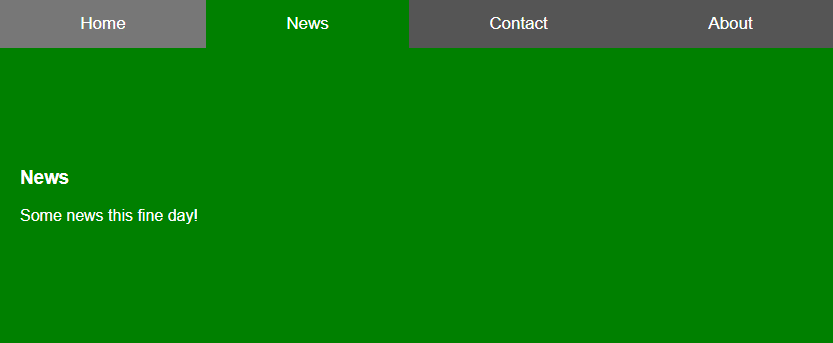 Home News Contact About
News
Some news this fine day!